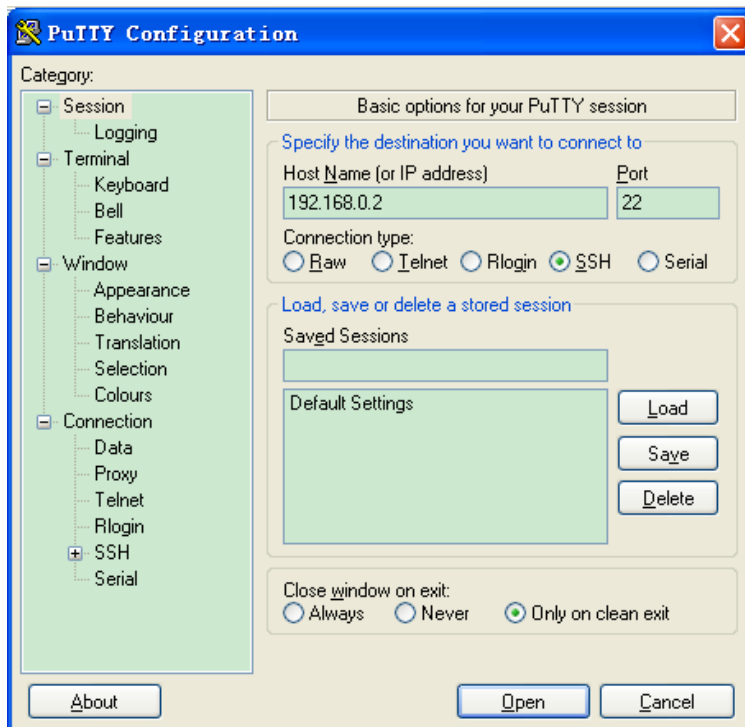 PuTTY Configuration
Category:
Session
Logging
Terminal
Keyboard
Bell
Features
Window
Appearance
Behaviour
Translation
Selection
Colours
Connection
Data
Proxy
Telnet
Rlogin
SSH
Serial
Basic options for your PuTTY session
Specify the destination you want to connect to
Host Name (or IP address) Port
192.168.0.2 22
Connection type:
Raw Telnet Rlogin SSH Serial
Load, save or delete a stored session
Saved Sessions
Default Settings
Load
Save
Delete
Close window on exit:
Always Never Only on clean exit
About Open Cancel